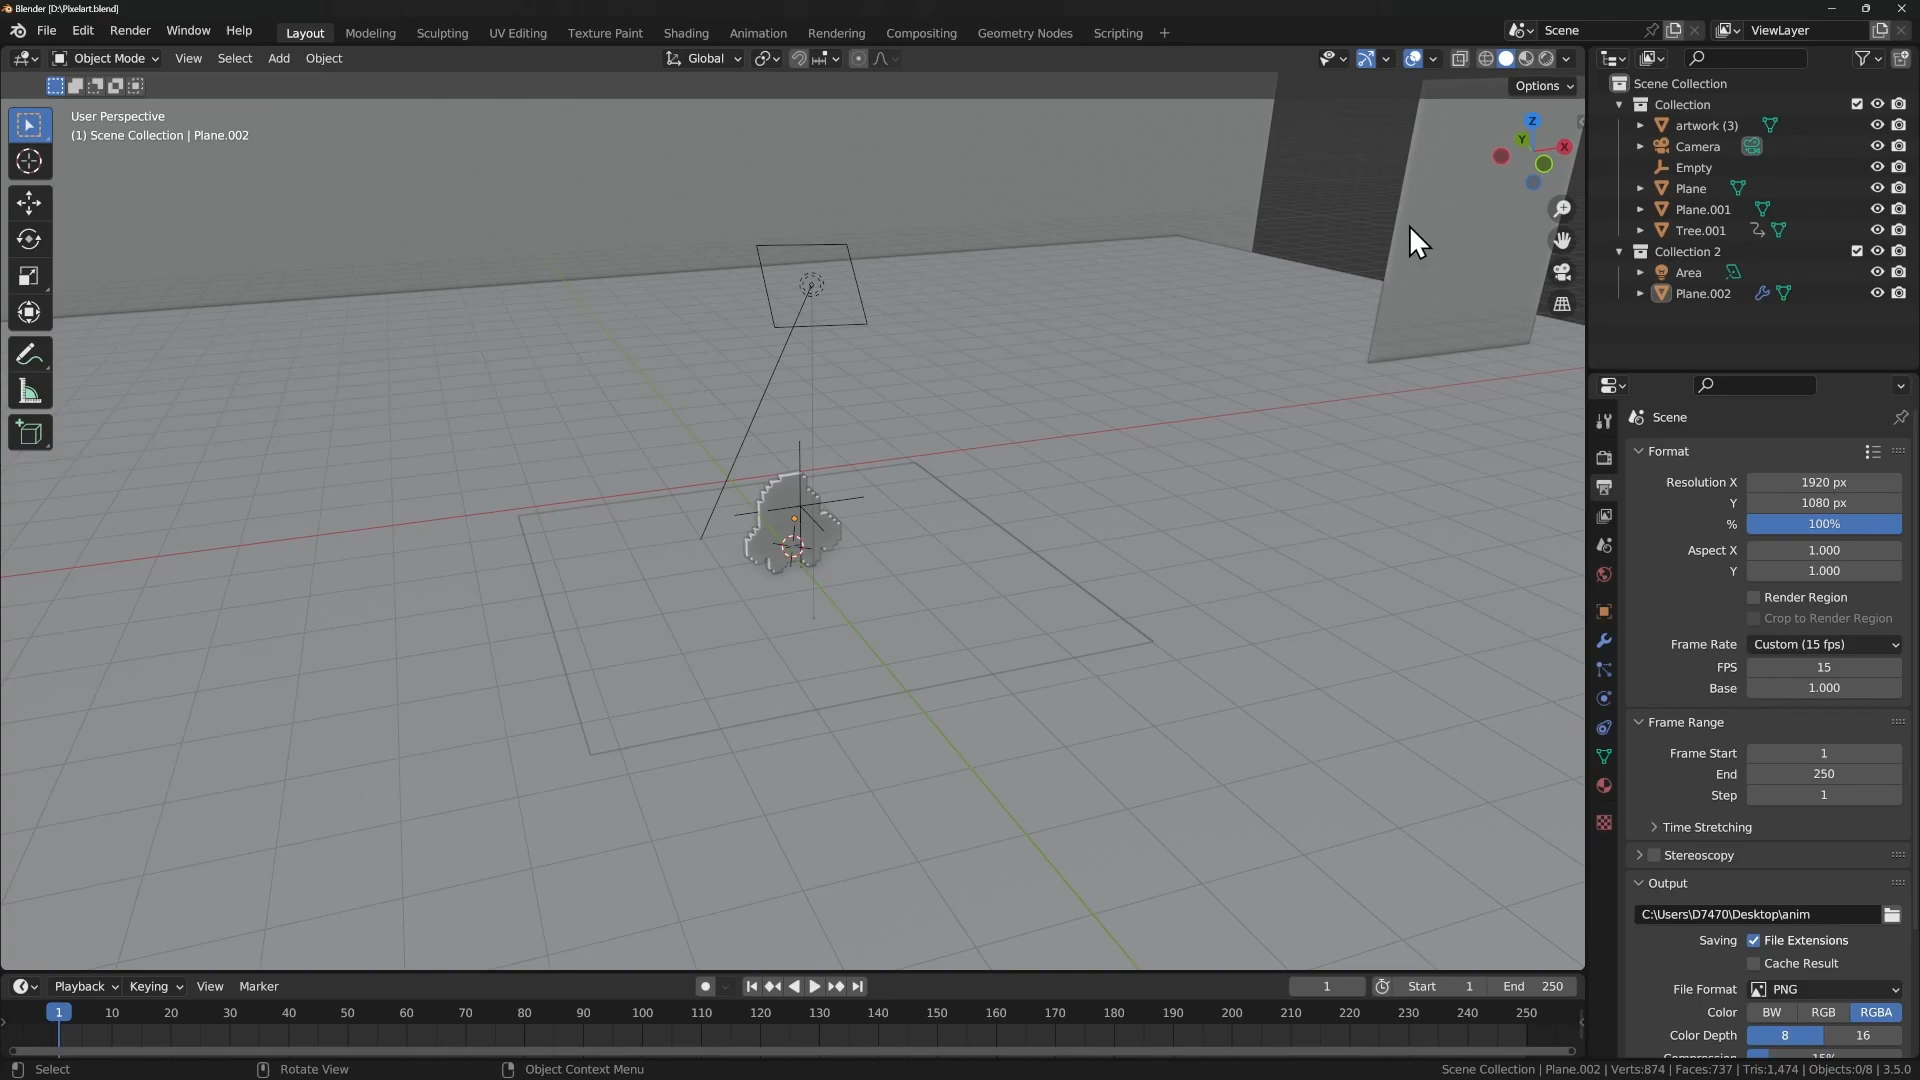 Blender [D:\Pixelart.blend]
File Edit Render Window Help Layout Modeling Sculpting UV Editing Texture Paint Shading Animation Rendering Compositing Geometry Nodes Scripting + Scene ViewLayer
Object Mode View Select Add Object Global
Options
User Perspective
(1) Scene Collection | Plane.002
Z
Y
X
Scene Collection
Collection
artwork (3)
Camera
Empty
Plane
Plane.001
Tree.001
Collection 2
Area
Plane.002
Scene
Format
Resolution X 1920 px
Y 1080 px
% 100%
Aspect X 1.000
Y 1.000
Render Region
Crop to Render Region
Frame Rate Custom (15 fps)
FPS 15
Base 1.000
Frame Range
Frame Start 1
End 250
Step 1
Time Stretching
Stereoscopy
Output
C:\Users\D7470\Desktop\anim
Saving File Extensions
Cache Result
File Format PNG
Color BW RGB RGBA
Color Depth 8 16
Compression 15%
Playback Keying View Marker 1 Start 1 End 250
1 10 20 30 40 50 60 70 80 90 100 110 120 130 140 150 160 170 180 190 200 210 220 230 240 250
Select Rotate View Object Context Menu Scene Collection | Plane.002 | Verts:874 | Faces:737 | Tris:1,474 | Objects:0/8 | 3.5.0